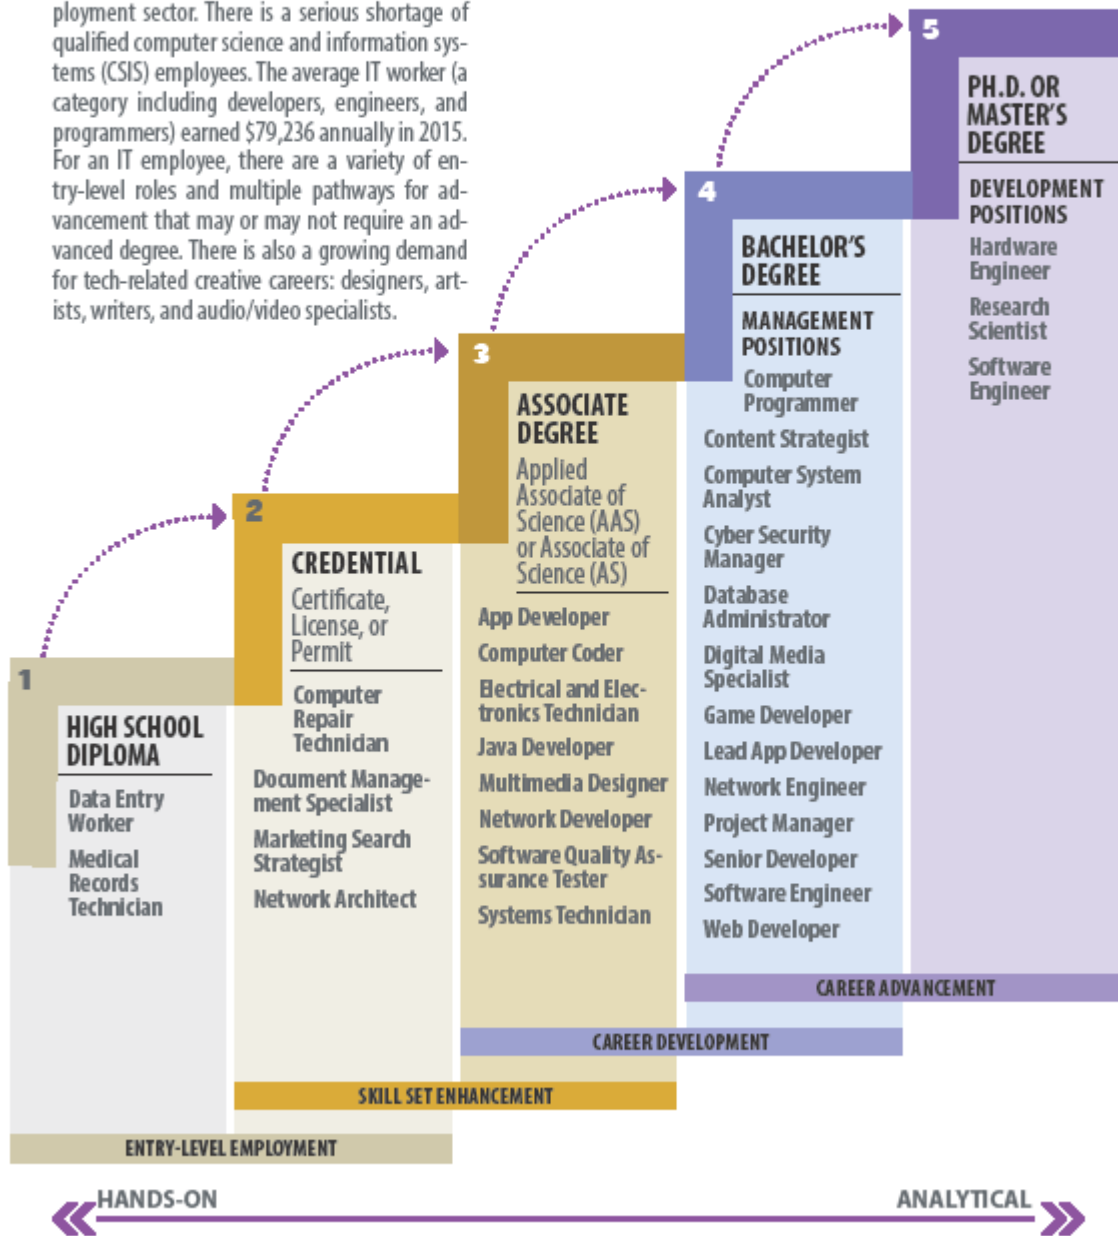 ployment sector. There is a serious shortage of
qualified computer science and information sys-
tems (CSIS) employees. The average IT worker (a
category including developers, engineers, and
programmers) earned $79,236 annually in 2015.
For an IT employee, there are a variety of en-
try-level roles and multiple pathways for ad-
vancement that may or may not require an ad-
vanced degree. There is also a growing demand
for tech-related creative careers: designers, art-
ists, writers, and audio/video specialists.
1
HIGH SCHOOL
DIPLOMA
Data Entry
Worker
Medical
Records
Technician
2
CREDENTIAL
Certificate,
License, or
Permit
Computer
Repair
Technician
Document Manage-
ment Specialist
Marketing Search
Strategist
Network Architect
3
ASSOCIATE
DEGREE
Applied
Associate of
Science (AAS)
or Associate of
Science (AS)
App Developer
Computer Coder
Electrical and Elec-
tronics Technician
Java Developer
Multimedia Designer
Network Developer
Software Quality As-
surance Tester
Systems Technician
4
BACHELOR'S
DEGREE
MANAGEMENT
POSITIONS
Computer
Programmer
Content Strategist
Computer System
Analyst
Cyber Security
Manager
Database
Administrator
Digital Media
Specialist
Game Developer
Lead App Developer
Network Engineer
Project Manager
Senior Developer
Software Engineer
Web Developer
5
PH.D. OR
MASTER'S
DEGREE
DEVELOPMENT
POSITIONS
Hardware
Engineer
Research
Scientist
Software
Engineer
CAREER ADVANCEMENT
CAREER DEVELOPMENT
SKILL SET ENHANCEMENT
ENTRY-LEVEL EMPLOYMENT
HANDS-ON
ANALYTICAL